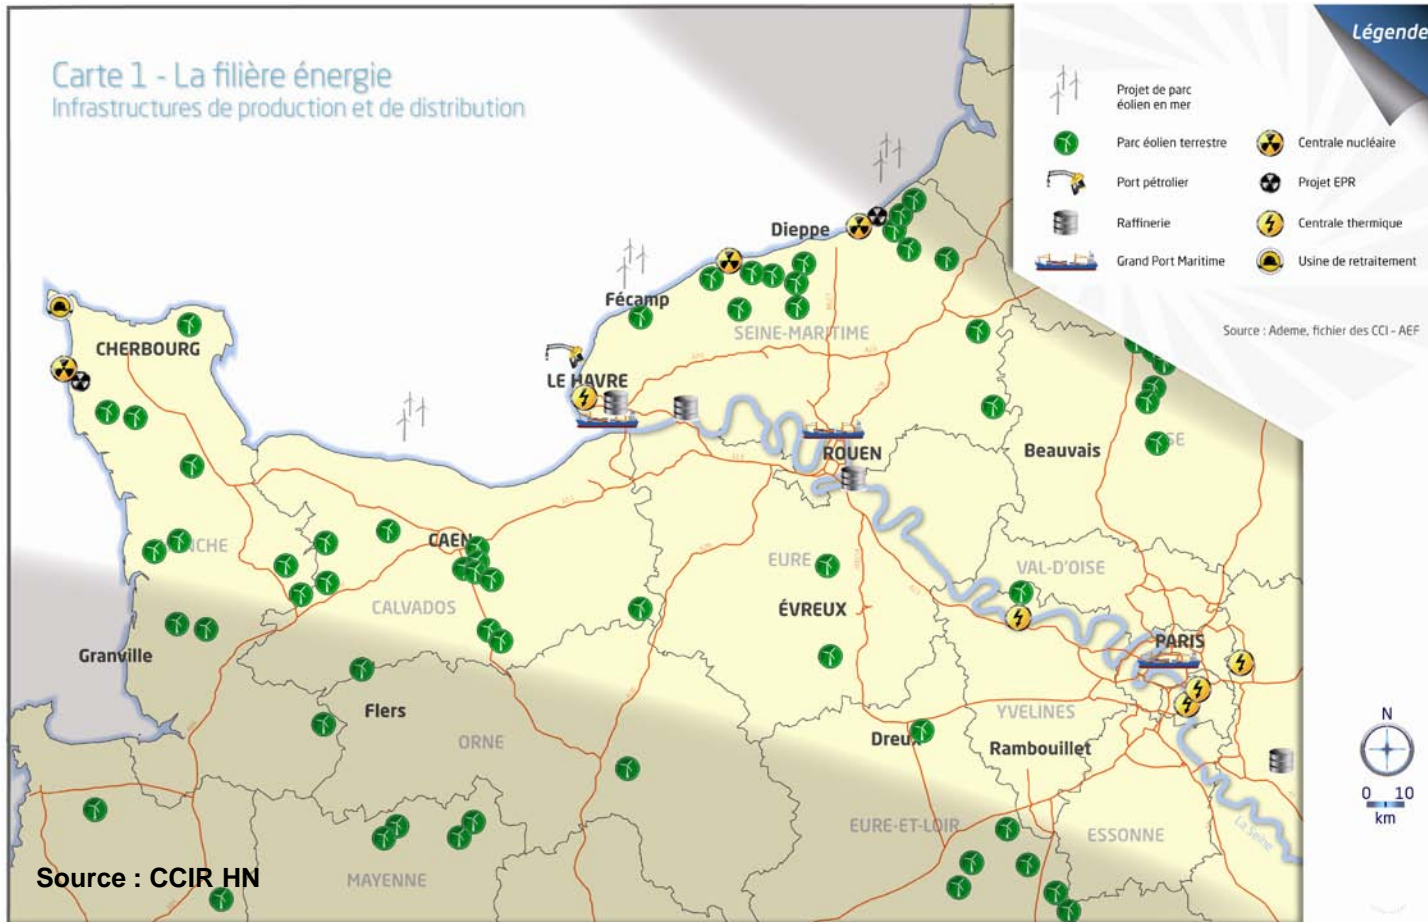 Carte 1 - La filière énergie
Infrastructures de production et de distribution
Légende
Projet de parc
éolien en mer
Parc éolien terrestre
Centrale nucléaire
Port pétrolier
Projet EPR
Raffinerie
Centrale thermique
Grand Port Maritime
Usine de retraitement
Source : Ademe, fichier des CCI - AEF
Dieppe
Fécamp
SEINE-MARITIME
CHERBOURG
LE HAVRE
ROUEN
Beauvais
CAEN
EURE
VAL-D'OISE
CALVADOS
ÉVREUX
PARIS
Granville
Flers
ORNE
Dreux
YVELINES
Rambouillet
N
0 10
km
EURE-ET-LOIR
ESSONNE
La Seine
Source : CCIR HN
MAYENNE